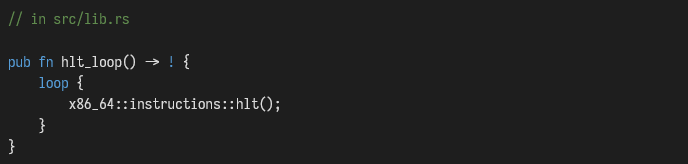 // in src/lib.rs
pub fn hlt_loop() -> ! {
    loop {
        x86_64::instructions::hlt();
    }
}